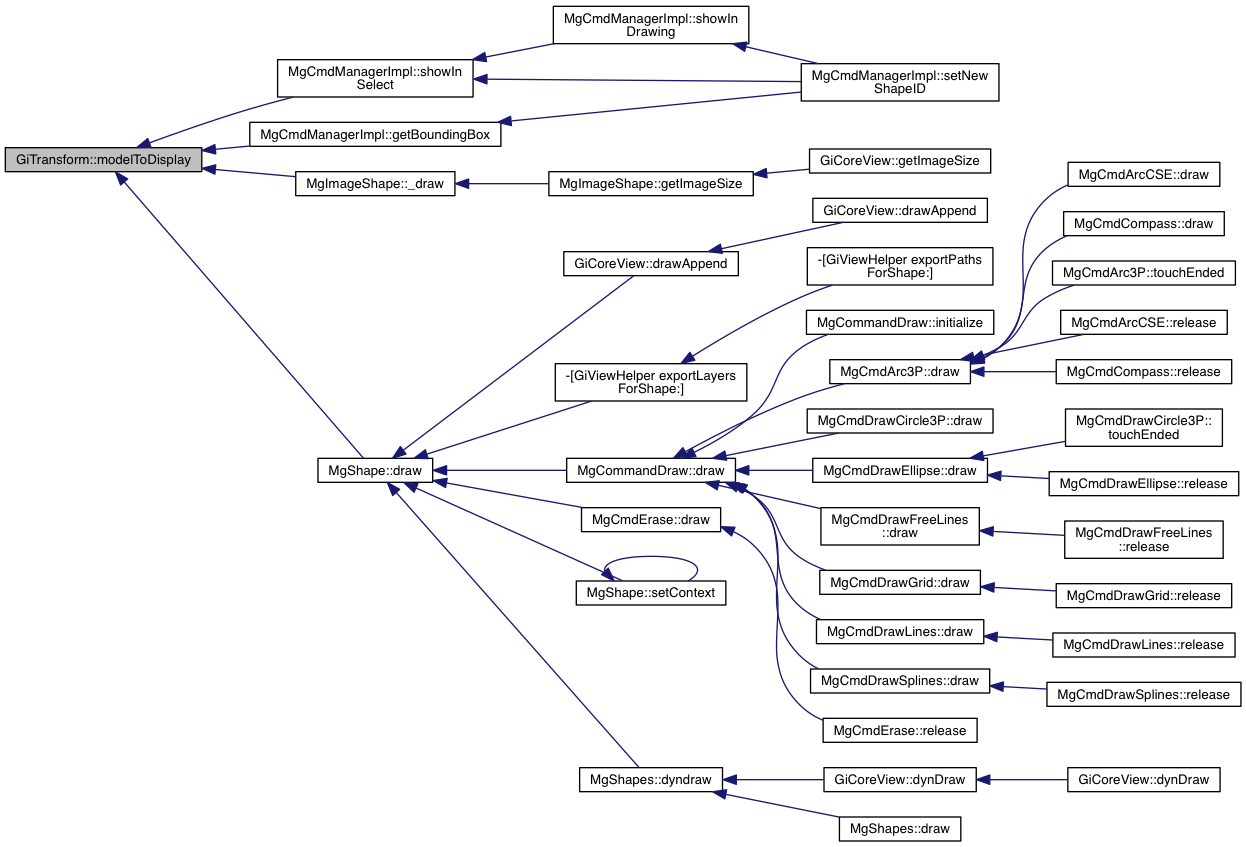 MgCmdManagerImpl::showIn
Drawing
MgCmdManagerImpl::showIn
Select
MgCmdManagerImpl::setNew
ShapeID
MgCmdManagerImpl::getBoundingBox
GiTransform::modelToDisplay
MgImageShape::_draw
MgImageShape::getImageSize
GiCoreView::getImageSize
MgCmdArcCSE::draw
GiCoreView::drawAppend
MgCmdCompass::draw
GiCoreView::drawAppend
-[GiViewHelper exportPaths
ForShape:]
MgCmdArc3P::touchEnded
MgCommandDraw::initialize
MgCmdArcCSE::release
-[GiViewHelper exportLayers
ForShape:]
MgCmdArc3P::draw
MgCmdCompass::release
MgCmdDrawCircle3P::draw
MgCmdDrawCircle3P::
touchEnded
MgShape::draw
MgCommandDraw::draw
MgCmdDrawEllipse::draw
MgCmdDrawEllipse::release
MgCmdErase::draw
MgCmdDrawFreeLines
::draw
MgCmdDrawFreeLines
::release
MgShape::setContext
MgCmdDrawGrid::draw
MgCmdDrawGrid::release
MgCmdDrawLines::draw
MgCmdDrawLines::release
MgCmdDrawSplines::draw
MgCmdDrawSplines::release
MgCmdErase::release
MgShapes::dyndraw
GiCoreView::dynDraw
GiCoreView::dynDraw
MgShapes::draw